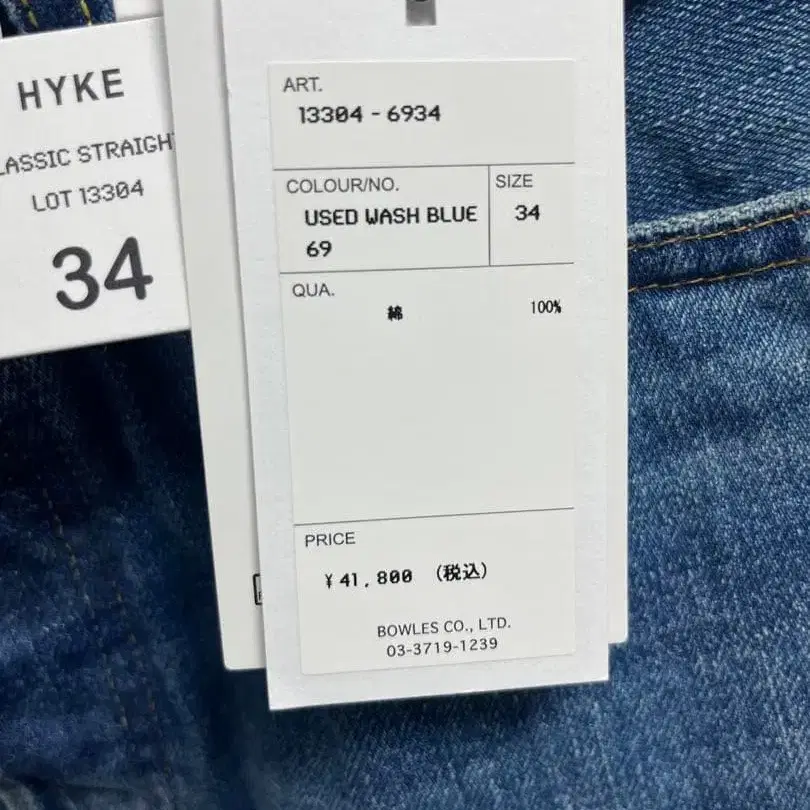 HYKE
LASSIC STRAIGH
LOT 13304
34
ART.
13304 - 6934
COLOUR/NO.
SIZE
USED WASH BLUE
34
69
QUA.
綿 100%
PRICE
¥41,800 (税込)
BOWLES CO., LTD.
03-3719-1239